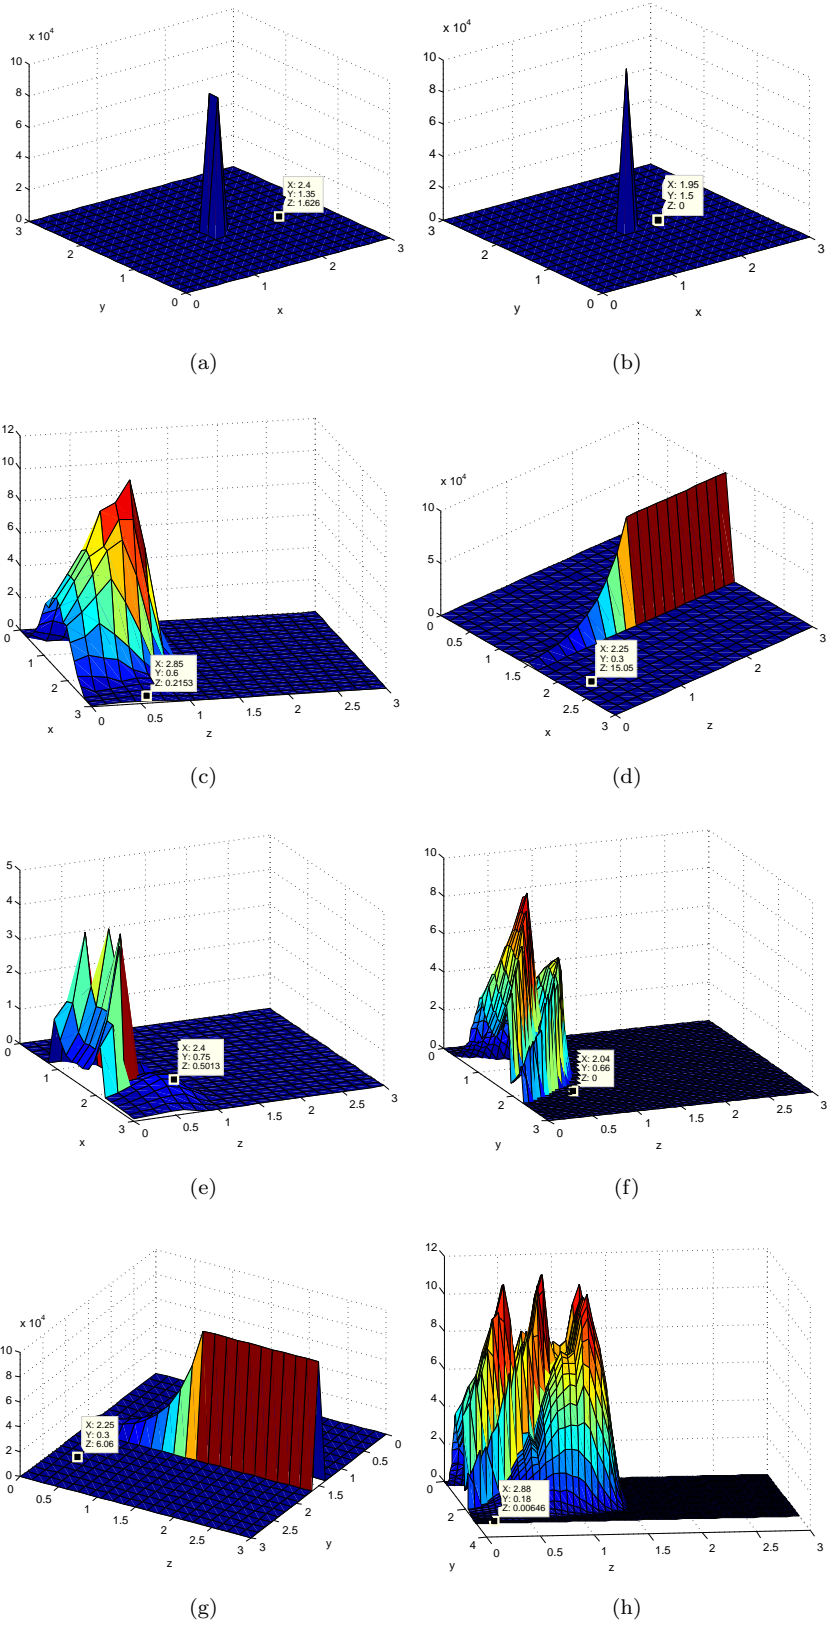 x 10^4
10
8
6
4
2
0
3
2
1
0
y
0
1
2
3
x
X: 2.4
Y: 1.35
Z: 1.626
(a)
x 10^4
10
8
6
4
2
0
3
2
1
0
y
0
1
2
3
x
X: 1.95
Y: 1.5
Z: 0
(b)
12
10
8
6
4
2
0
0
1
2
3
x
0
0.5
1
1.5
2
2.5
3
z
X: 2.85
Y: 0.6
Z: 0.2153
(c)
x 10^4
10
5
0
0
0.5
1
1.5
2
2.5
3
x
0
1
2
3
z
X: 2.25
Y: 0.3
Z: 15.05
(d)
5
4
3
2
1
0
0
1
2
3
x
0
0.5
1
1.5
2
2.5
3
z
X: 2.4
Y: 0.75
Z: 0.5013
(e)
10
8
6
4
2
0
0
1
2
3
y
0
0.5
1
1.5
2
2.5
3
z
X: 2.04
Y: 0.66
Z: 0
(f)
x 10^4
10
8
6
4
2
0
0
0.5
1
1.5
2
2.5
3
z
3
2.5
2
1.5
1
0.5
0
y
X: 2.25
Y: 0.3
Z: 6.06
(g)
12
10
8
6
4
2
0
0
2
4
y
0
0.5
1
1.5
2
2.5
3
z
X: 2.88
Y: 0.18
Z: 0.00646
(h)